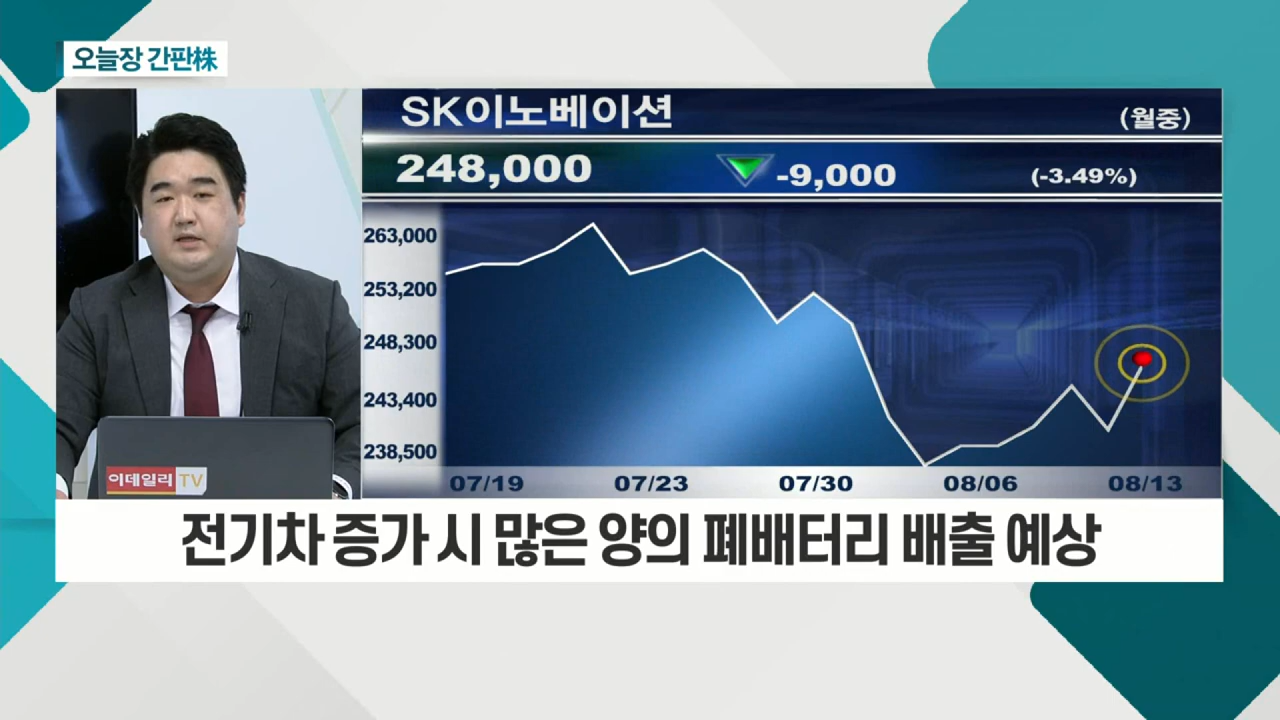 오늘장 간판株
SK이노베이션
(월중)
248,000 -9,000 (-3.49%)
263,000
253,200
248,300
243,400
238,500
07/19 07/23 07/30 08/06 08/13
이데일리 TV
전기차 증가 시 많은 양의 폐배터리 배출 예상